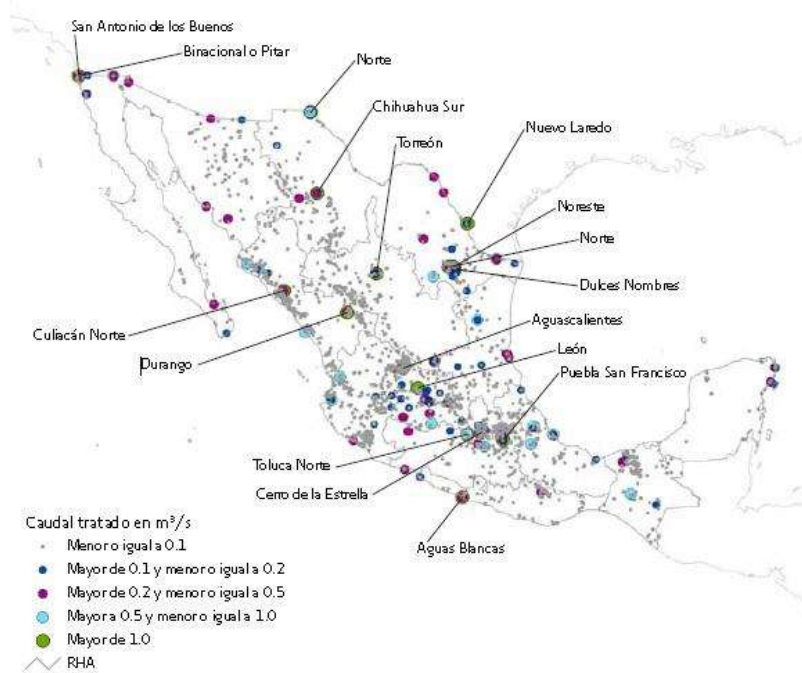 San Antonio de los Buenos
Binacional o Pitar
Norte
Chihuahua Sur
Torreón
Nuevo Laredo
Noreste
Norte
Dulces Nombres
Culiacán Norte
Durango
Aguascalientes
León
Puebla San Francisco
Toluca Norte
Cerro de la Estrella
Aguas Blancas
Caudal tratado en m³/s
Menor o igual a 0.1
Mayor de 0.1 y menor o igual a 0.2
Mayor de 0.2 y menor o igual a 0.5
Mayor a 0.5 y menor o igual a 1.0
Mayor de 1.0
RHA